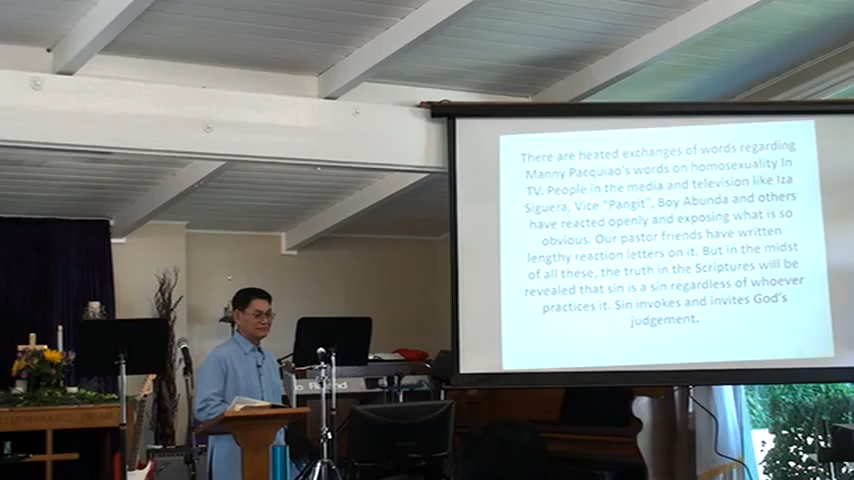 There are heated exchanges of words regarding
Manny Pacquiao's words on homosexuality In
TV. People in the media and television like Iza
Siguera, Vice "Pangit", Boy Abunda and others
have reacted openly and exposing what is so
obvious. Our pastor friends have written
lengthy reaction letters on it. But in the midst
of all these, the truth in the Scriptures will be
revealed that sin is a sin regardless of whoever
practices it. Sin invokes and invites God's
judgement.
Roland